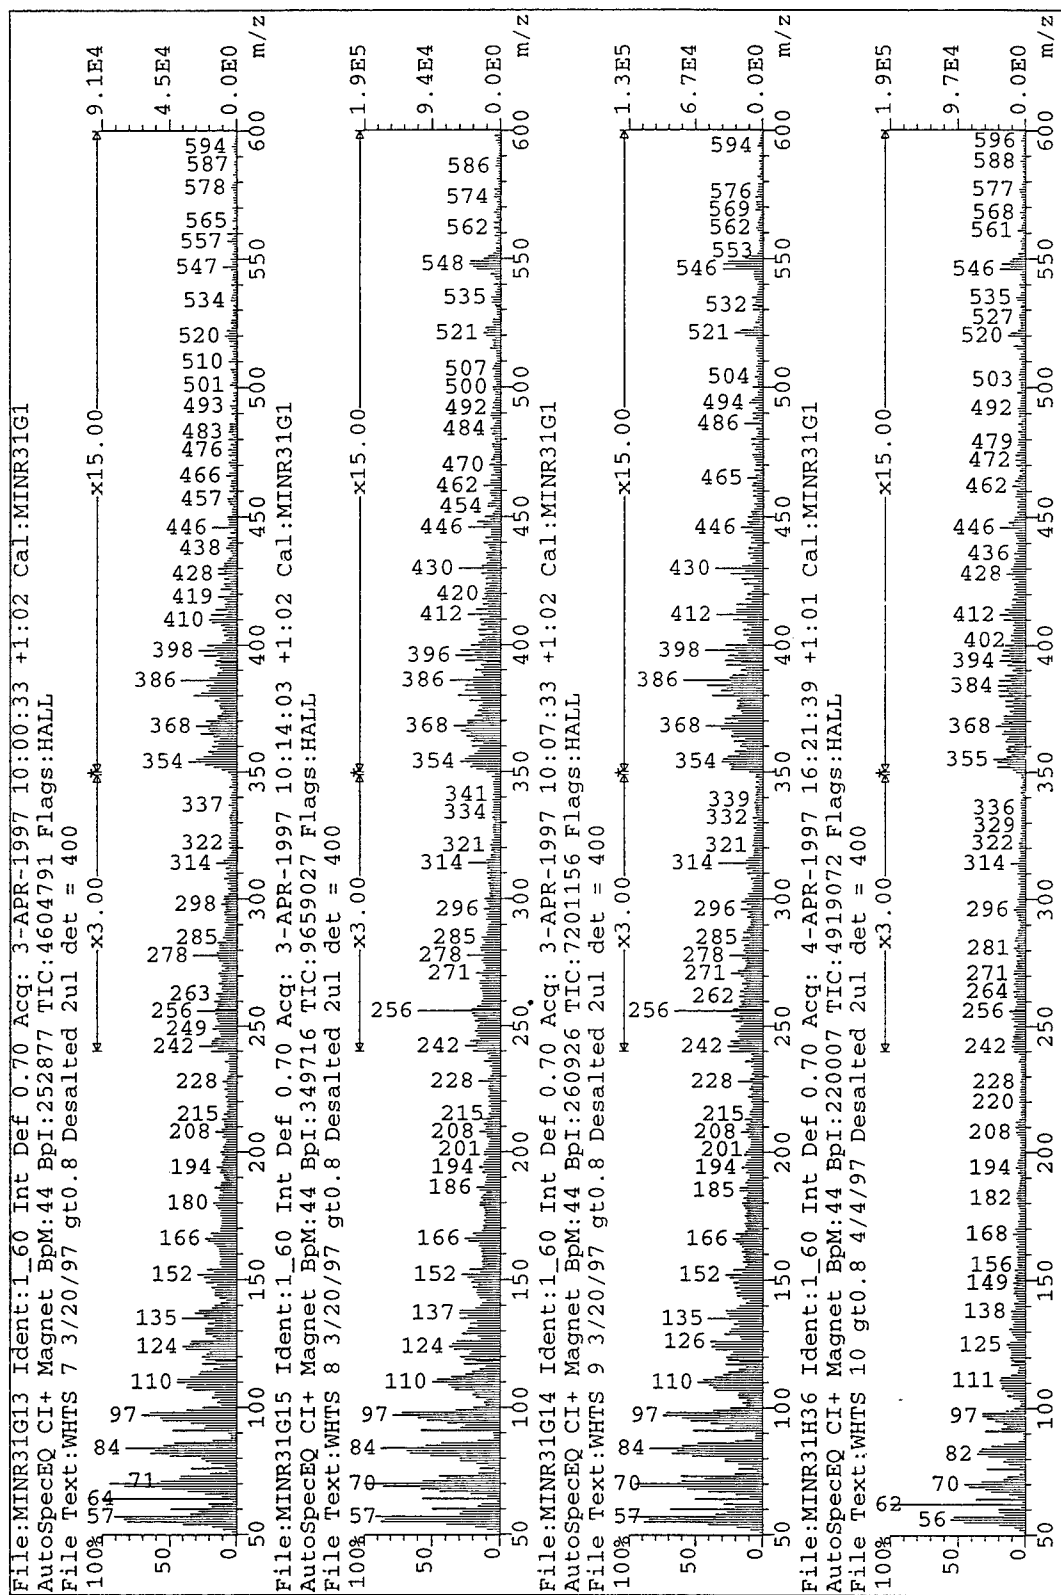 File:MINR31G13 Ident:1_60 Int Def 0.70 Acq: 3-APR-1997 10:00:33 +1:02 Cal:MINR31G1
AutoSpecEQ CI+ Magnet BpM:44 BpI:252877 TIC:4604791 Flags:HALL
File Text:WHTS 7 3/20/97 gt0.8 Desalted 2ul det = 400
100%
x3.00
x15.00
9.1E4
50
4.5E4
0
0.0E0
57 64 71 84 97 110 124 135 152 166 180 194 208 215 228 242 249 256 263 278 285 298 314 322 337 354 368 386 398 410 419 428 438 446 457 466 476 483 493 501 510 520 534 547 557 565 578 587 594
50 100 150 200 250 300 350 400 450 500 550 600
m/z
File:MINR31G15 Ident:1_60 Int Def 0.70 Acq: 3-APR-1997 10:14:03 +1:02 Cal:MINR31G1
AutoSpecEQ CI+ Magnet BpM:44 BpI:349716 TIC:9659027 Flags:HALL
File Text:WHTS 8 3/20/97 gt0.8 Desalted 2ul det = 400
100%
x3.00
x15.00
1.9E5
50
9.4E4
0
0.0E0
57 70 84 97 110 124 137 152 166 186 194 201 208 215 228 242 256 271 278 285 296 314 321 334 341 354 368 386 396 412 420 430 446 454 462 470 484 492 500 507 521 535 548 562 574 586
50 100 150 200 250 300 350 400 450 500 550 600
m/z
File:MINR31G14 Ident:1_60 Int Def 0.70 Acq: 3-APR-1997 10:07:33 +1:02 Cal:MINR31G1
AutoSpecEQ CI+ Magnet BpM:44 BpI:260926 TIC:7201156 Flags:HALL
File Text:WHTS 9 3/20/97 gt0.8 Desalted 2ul det = 400
100%
x3.00
x15.00
1.3E5
50
6.7E4
0
0.0E0
57 70 84 97 110 126 135 152 166 185 194 201 208 215 228 242 256 262 271 278 285 296 314 321 332 339 354 368 386 398 412 430 446 465 486 494 504 521 532 546 553 562 569 576 594
50 100 150 200 250 300 350 400 450 500 550 600
m/z
File:MINR31H36 Ident:1_60 Int Def 0.70 Acq: 4-APR-1997 16:21:39 +1:01 Cal:MINR31G1
AutoSpecEQ CI+ Magnet BpM:44 BpI:220007 TIC:4919072 Flags:HALL
File Text:WHTS 10 gt0.8 4/4/97 Desalted 2ul det = 400
100%
x3.00
x15.00
1.9E5
50
9.7E4
0
0.0E0
56 62 70 82 97 111 125 138 149 156 168 182 194 208 220 228 242 256 264 271 281 296 314 322 329 336 355 368 384 394 402 412 428 436 446 462 472 479 492 503 520 527 535 546 561 568 577 588 596
50 100 150 200 250 300 350 400 450 500 550 600
m/z